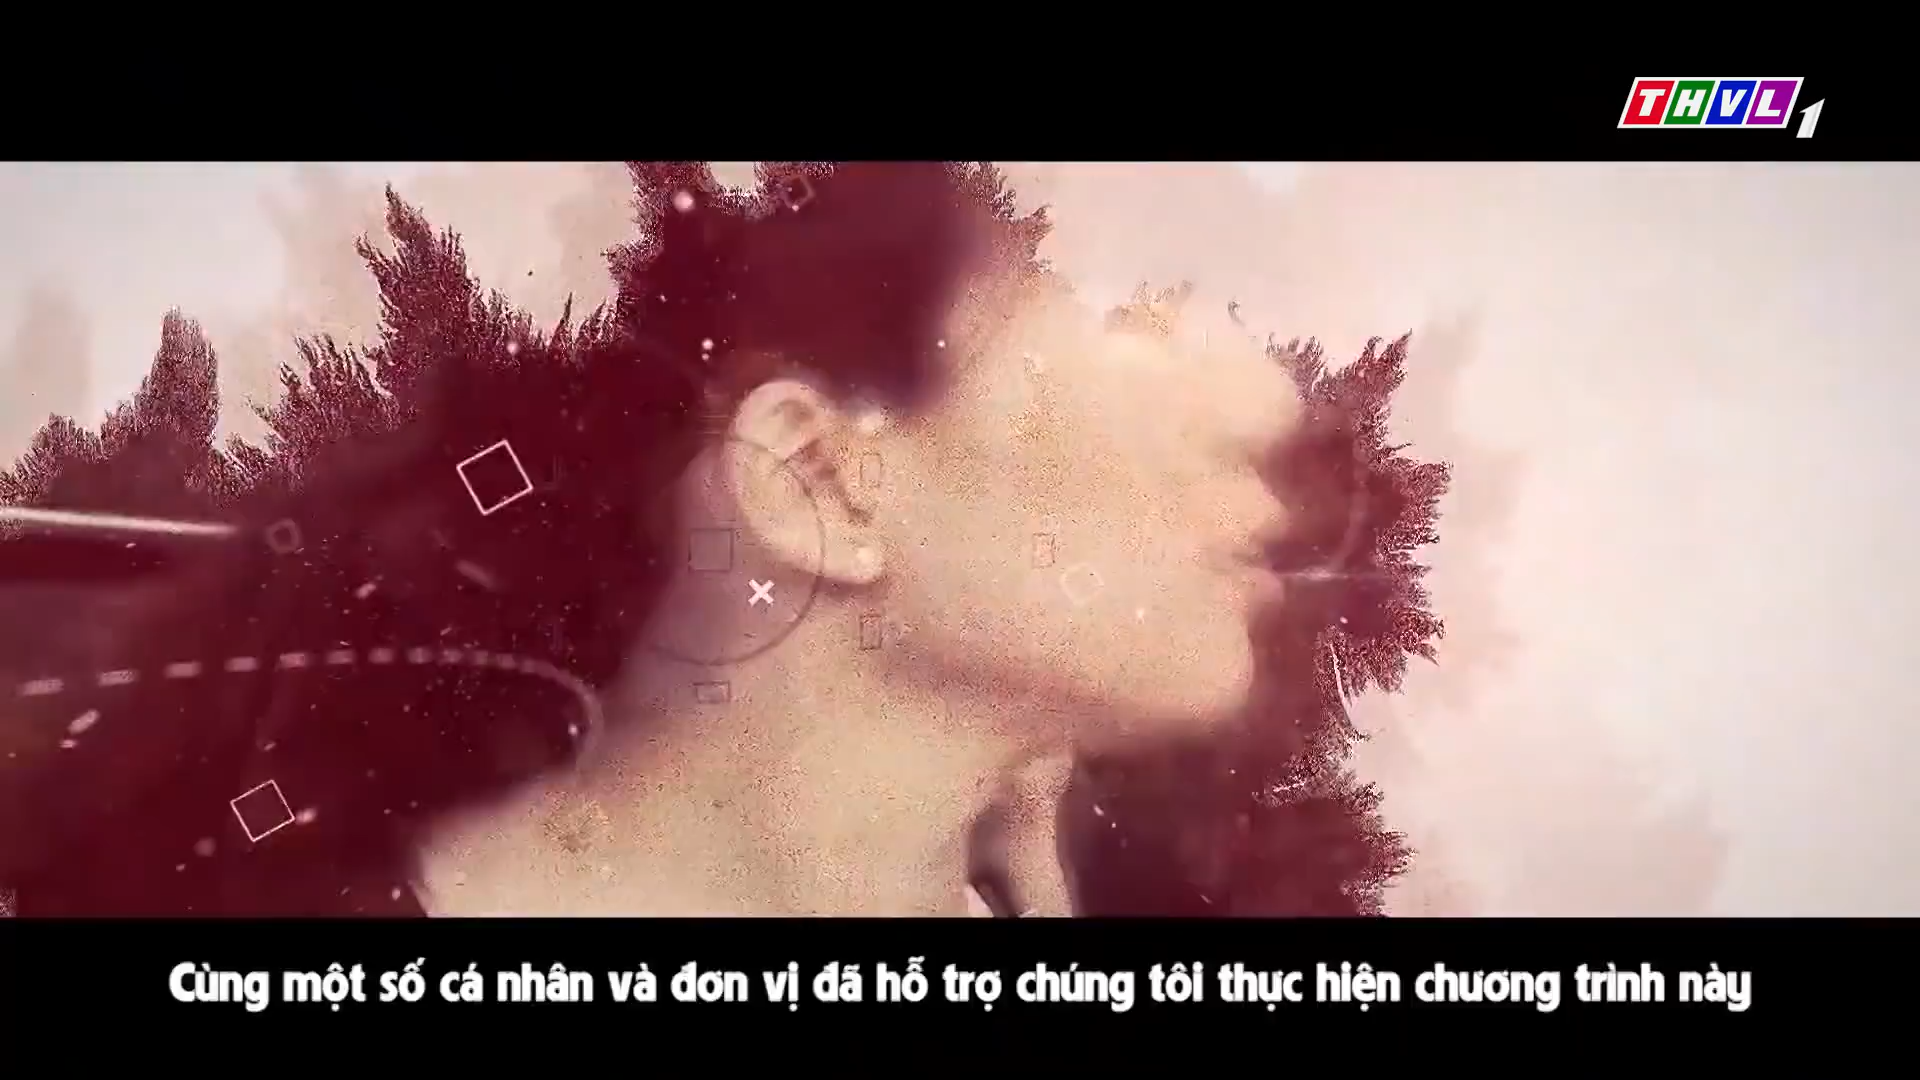 THVL1
Cùng một số cá nhân và đơn vị đã hỗ trợ chúng tôi thực hiện chương trình này